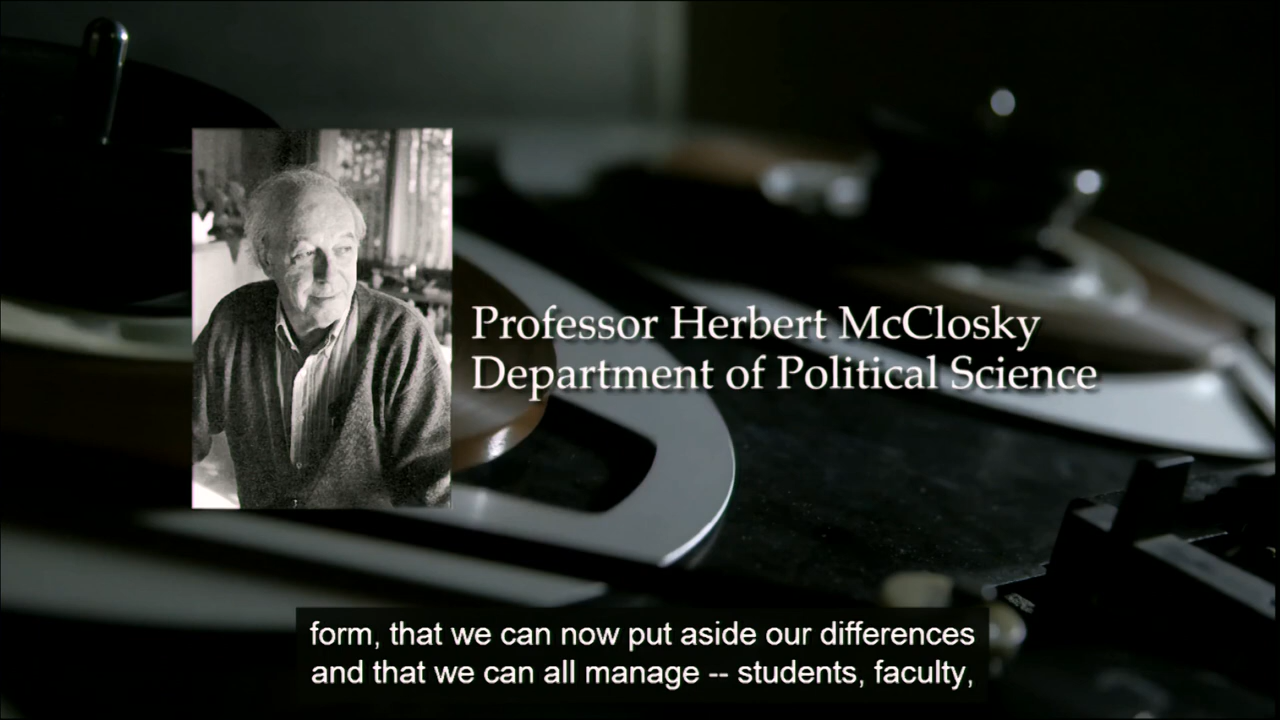 Professor Herbert McClosky
Department of Political Science
form, that we can now put aside our differences
and that we can all manage -- students, faculty,